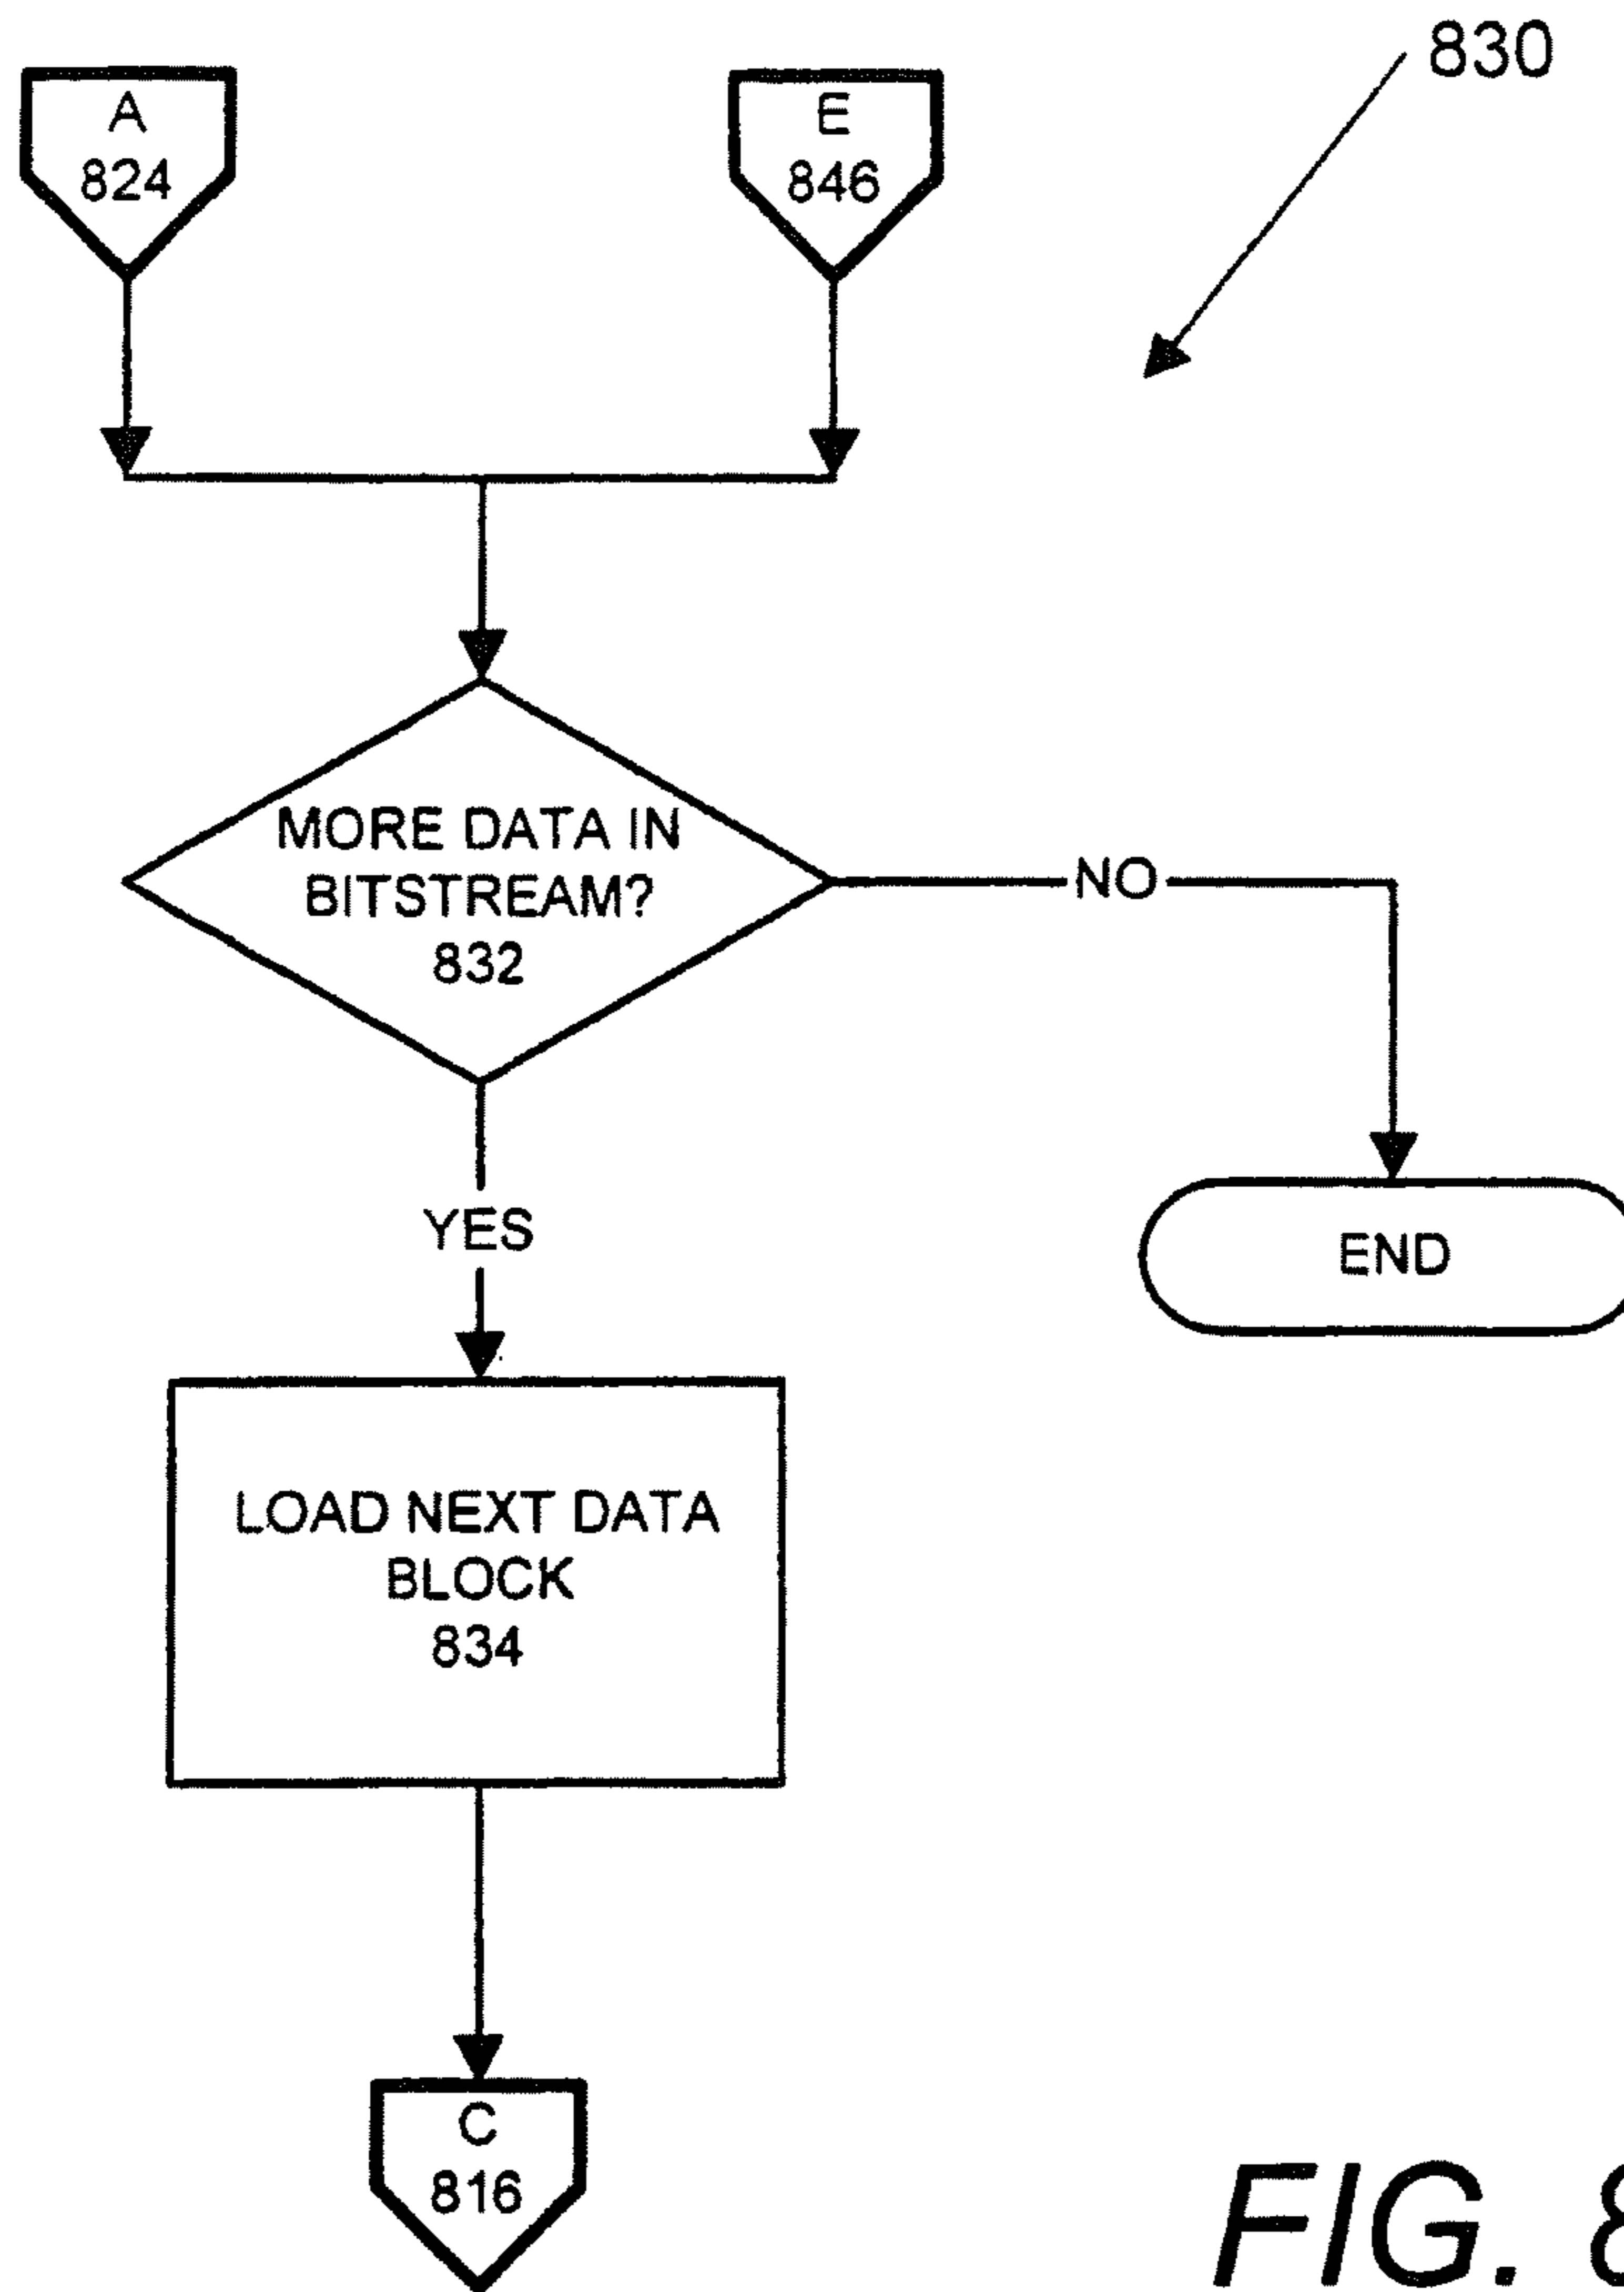 830
A
824
E
846
MORE DATA IN
BITSTREAM?
832
NO
YES
END
LOAD NEXT DATA
BLOCK
834
C
816
FIG. 8